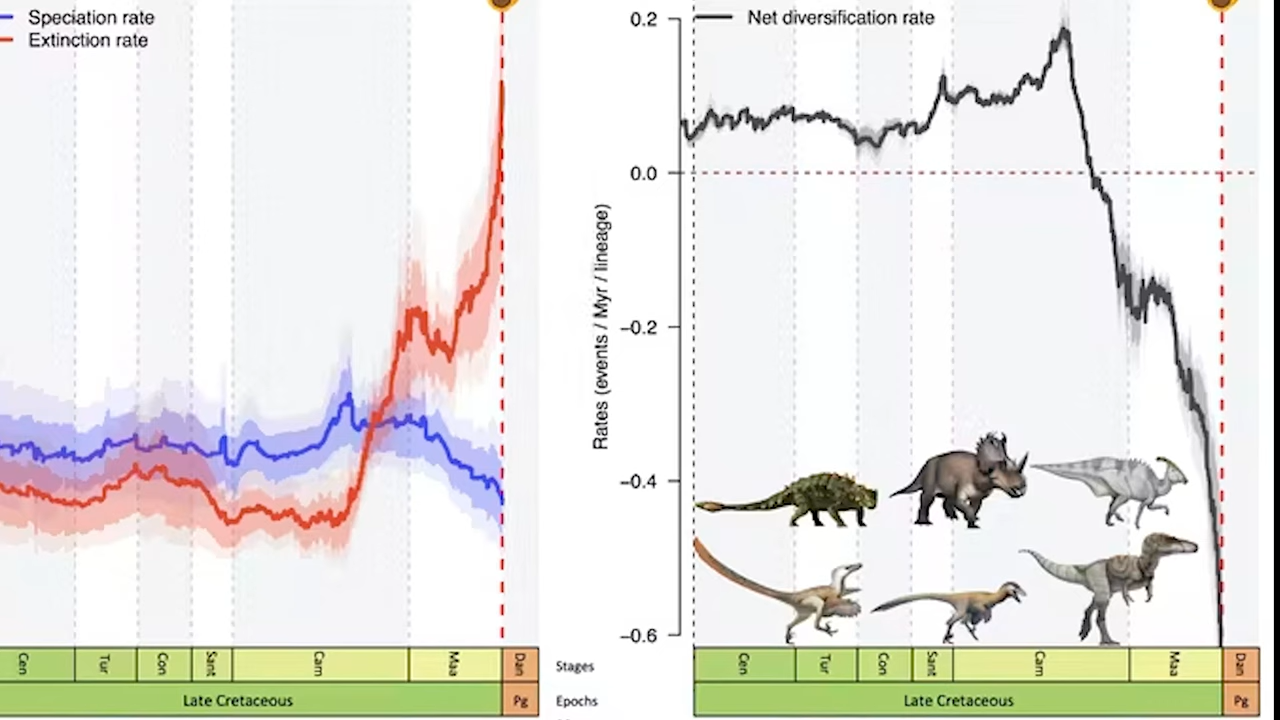 Speciation rate
Extinction rate
Cen
Tur
Con
Sant
Cam
Maa
Dan
Stages
Late Cretaceous
Pg
Epochs
Net diversification rate
Rates (events / Myr / lineage)
0.2
0.0
−0.2
−0.4
−0.6
Cen
Tur
Con
Sant
Cam
Maa
Dan
Late Cretaceous
Pg